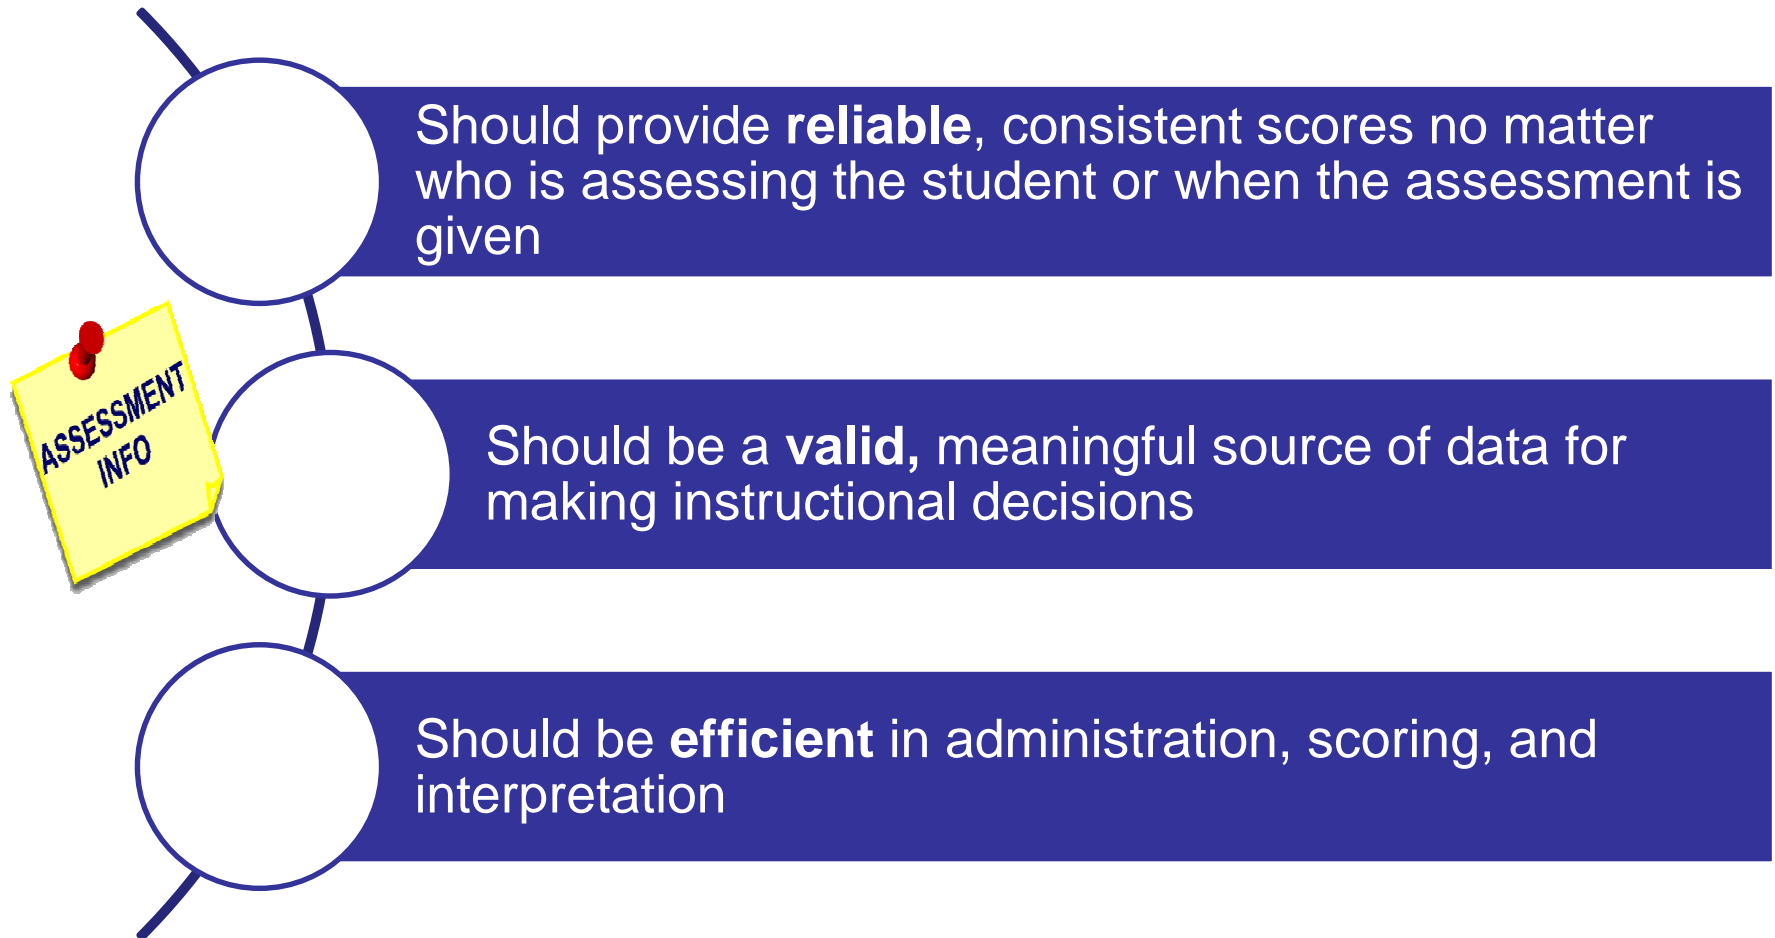 Should provide reliable, consistent scores no matter
who is assessing the student or when the assessment is
given
ASSESSMENT
INFO
Should be a valid, meaningful source of data for
making instructional decisions
Should be efficient in administration, scoring, and
interpretation